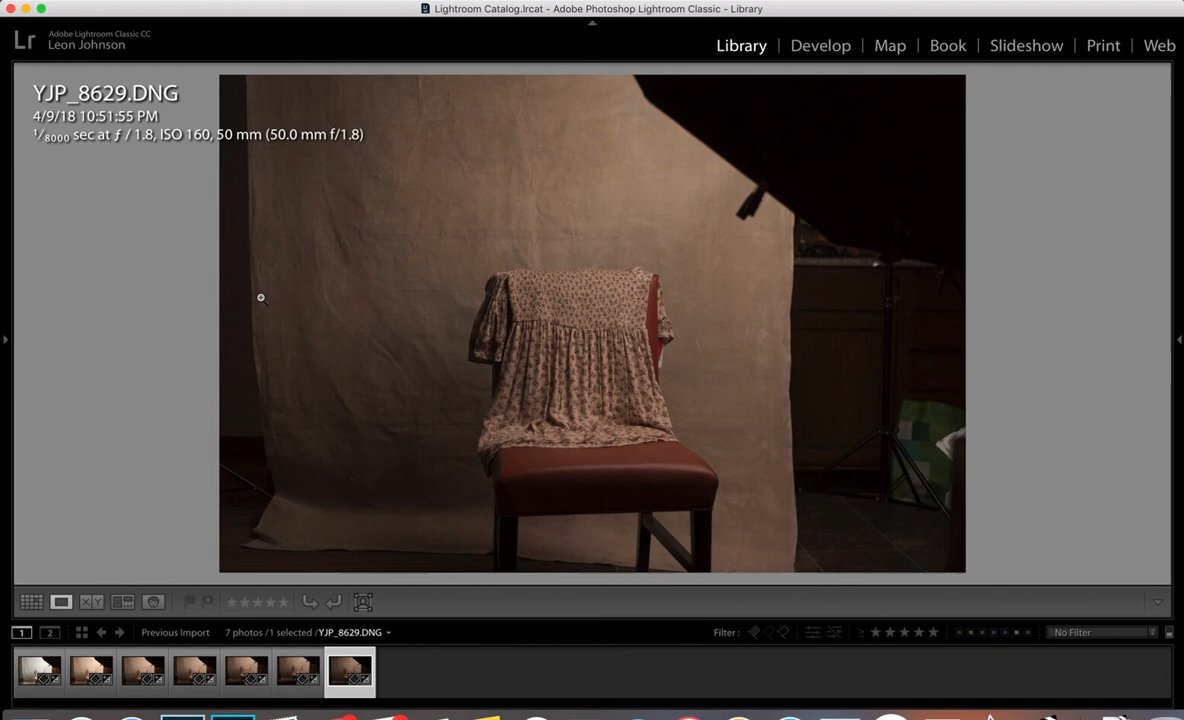 Lightroom Catalog.lrcat - Adobe Photoshop Lightroom Classic - Library
Lr
Adobe Lightroom Classic CC
Leon Johnson
Library | Develop | Map | Book | Slideshow | Print | Web
YJP_8629.DNG
4/9/18 10:51:55 PM
1/8000 sec at ƒ / 1.8, ISO 160, 50 mm (50.0 mm f/1.8)
X Y
1 2 Previous Import 7 photos / 1 selected / YJP_8629.DNG Filter : No Filter